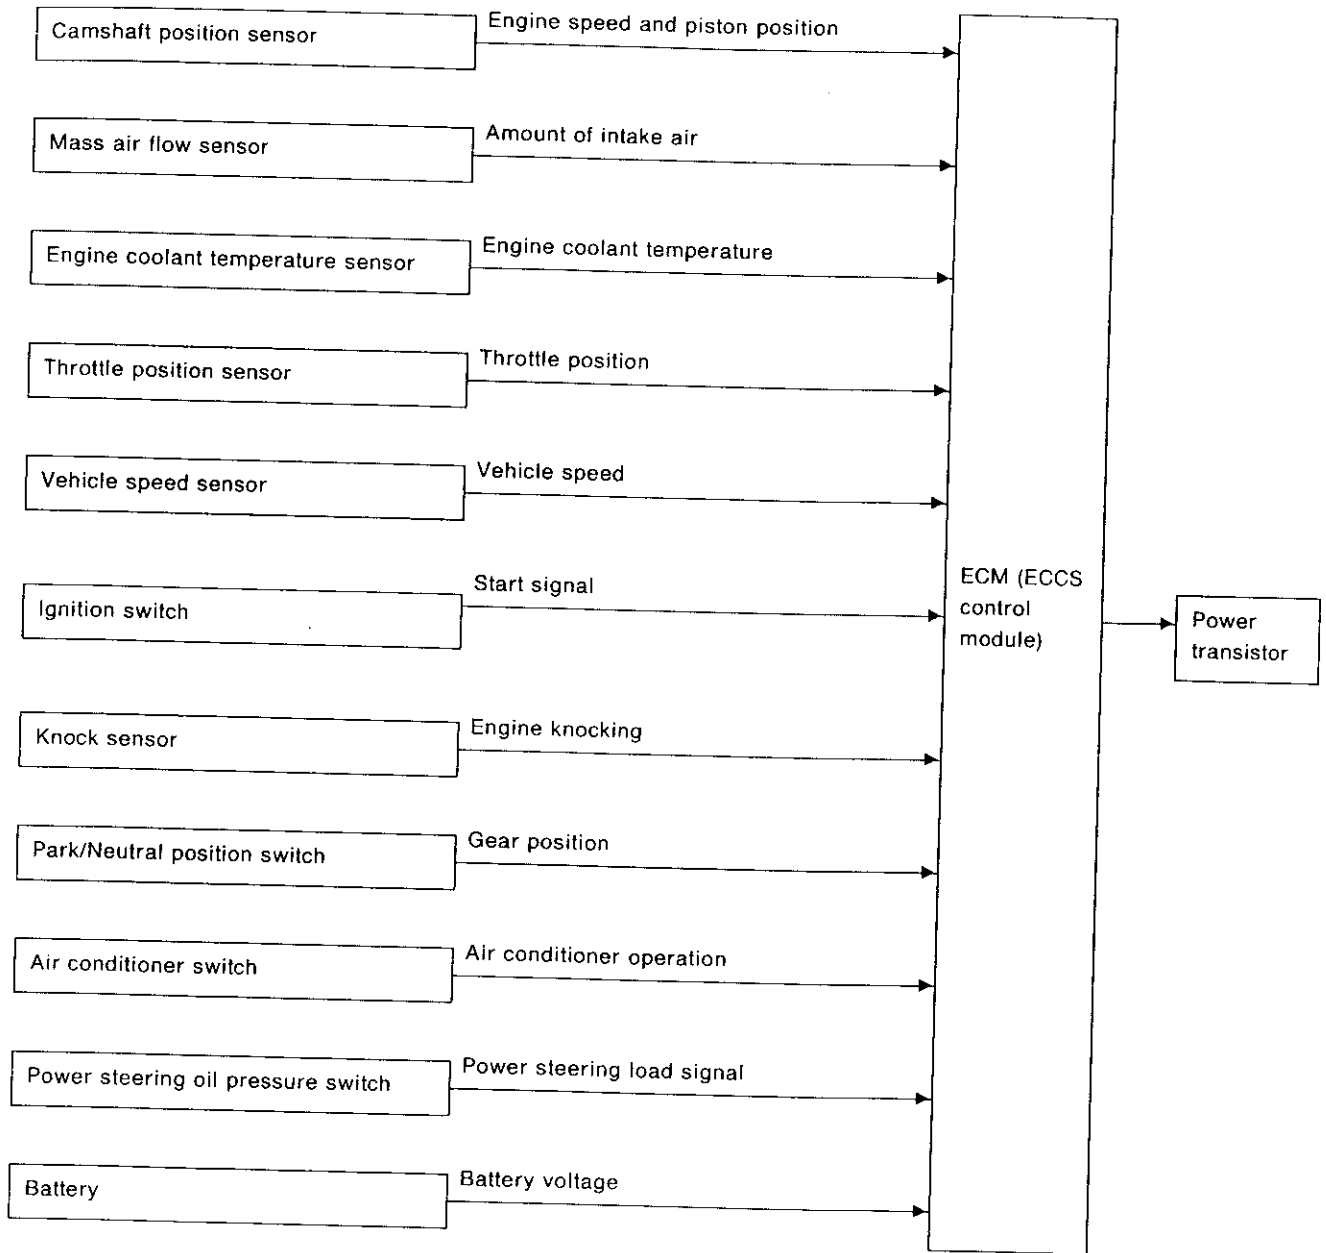 Camshaft position sensor
Engine speed and piston position
Mass air flow sensor
Amount of intake air
Engine coolant temperature sensor
Engine coolant temperature
Throttle position sensor
Throttle position
Vehicle speed sensor
Vehicle speed
Ignition switch
Start signal
ECM (ECCS
control
module)
Power
transistor
Knock sensor
Engine knocking
Park/Neutral position switch
Gear position
Air conditioner switch
Air conditioner operation
Power steering oil pressure switch
Power steering load signal
Battery
Battery voltage